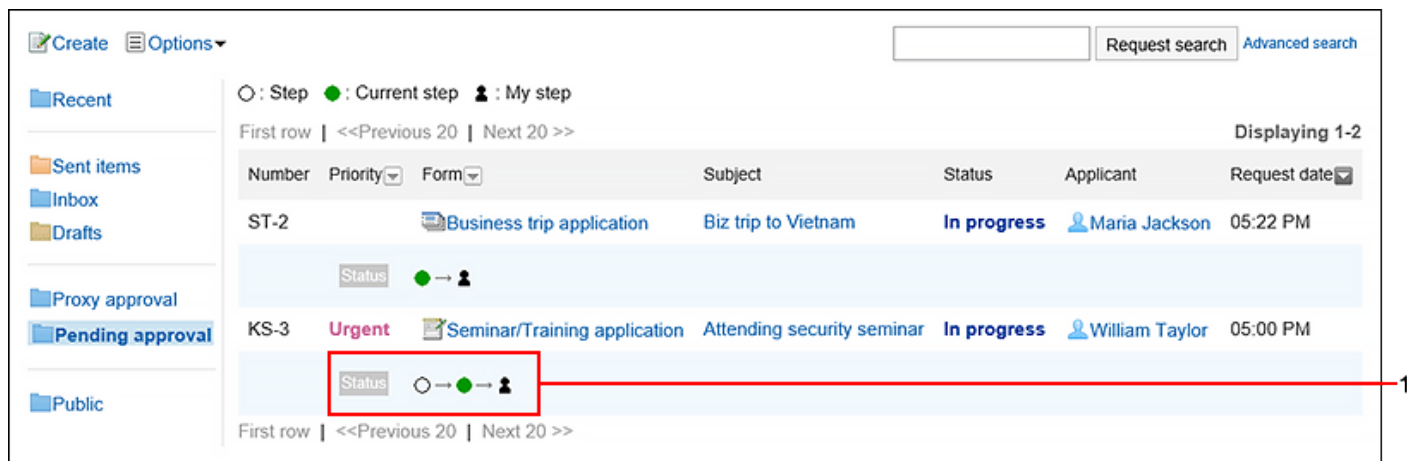 Create Options Request search Advanced search
Recent
: Step : Current step : My step
First row | <<Previous 20 | Next 20 >> Displaying 1-2
Sent items
Inbox
Drafts
Number Priority Form Subject Status Applicant Request date
ST-2 Business trip application Biz trip to Vietnam In progress Maria Jackson 05:22 PM
Status →
Proxy approval
Pending approval
KS-3 Urgent Seminar/Training application Attending security seminar In progress William Taylor 05:00 PM
Status → →
1
Public
First row | <<Previous 20 | Next 20 >>